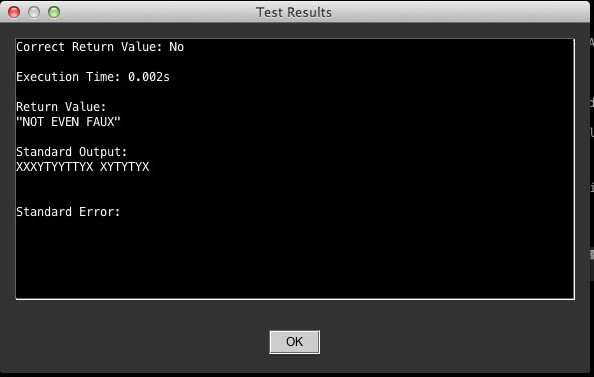 Test Results
Correct Return Value: No
Execution Time: 0.002s
Return Value:
"NOT EVEN FAUX"
Standard Output:
XXXYTYYTTYX XYTYTYX
Standard Error:
OK